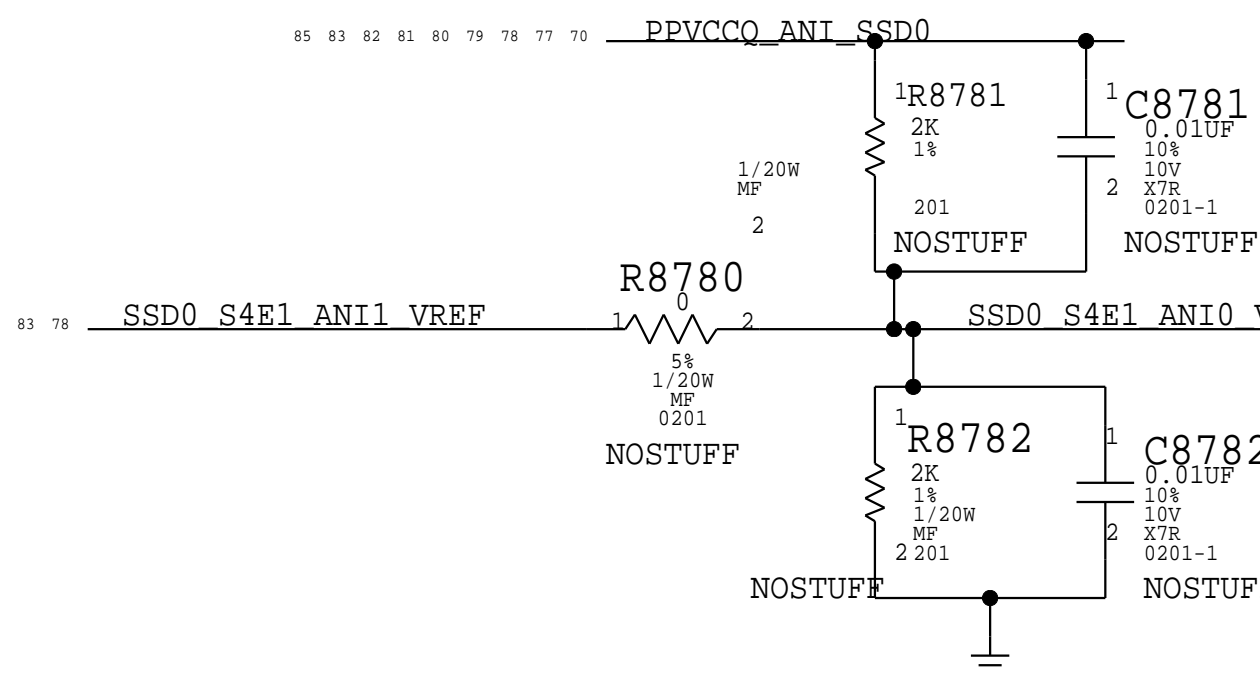 85 83 82 81 80 79 78 77 70
PPVCCQ_ANI_SSD0
1
R8781
2K
1%
1/20W
MF
2
201
NOSTUFF
1
C8781
0.01UF
10%
10V
2
X7R
0201-1
NOSTUFF
83 78
SSD0_S4E1_ANI1_VREF
R8780
0
1
2
5%
1/20W
MF
0201
NOSTUFF
SSD0_S4E1_ANI0_V
1
R8782
2K
1%
1/20W
MF
2
201
NOSTUFF
1
C8782
0.01UF
10%
10V
2
X7R
0201-1
NOSTUF